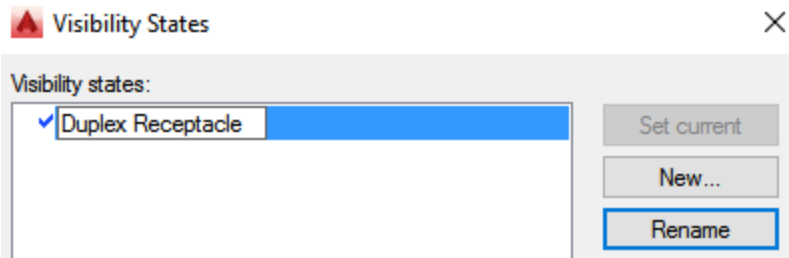 Visibility States
Visibility states:
Duplex Receptacle
Set current
New...
Rename